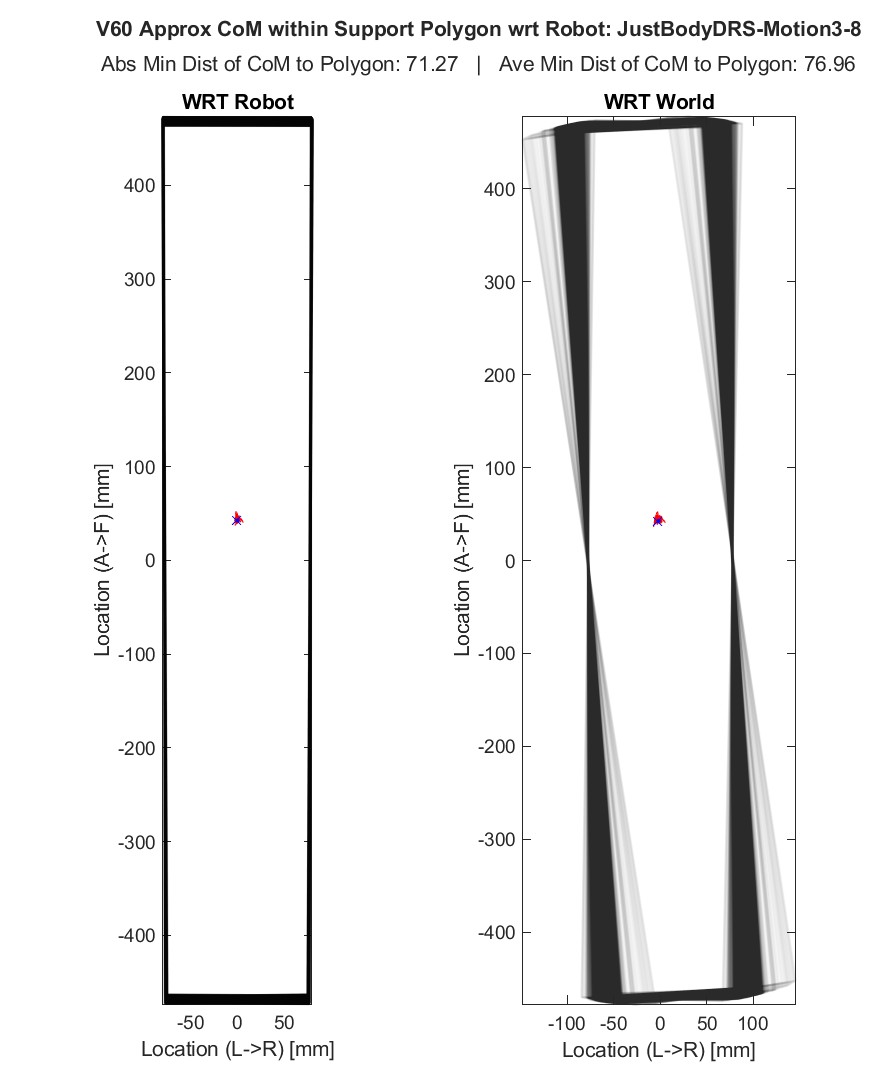 V60 Approx CoM within Support Polygon wrt Robot: JustBodyDRS-Motion3-8
Abs Min Dist of CoM to Polygon: 71.27 | Ave Min Dist of CoM to Polygon: 76.96
WRT Robot
400
300
200
100
0
-100
-200
-300
-400
Location (A->F) [mm]
-50 0 50
Location (L->R) [mm]
WRT World
400
300
200
100
0
-100
-200
-300
-400
Location (A->F) [mm]
-100 -50 0 50 100
Location (L->R) [mm]